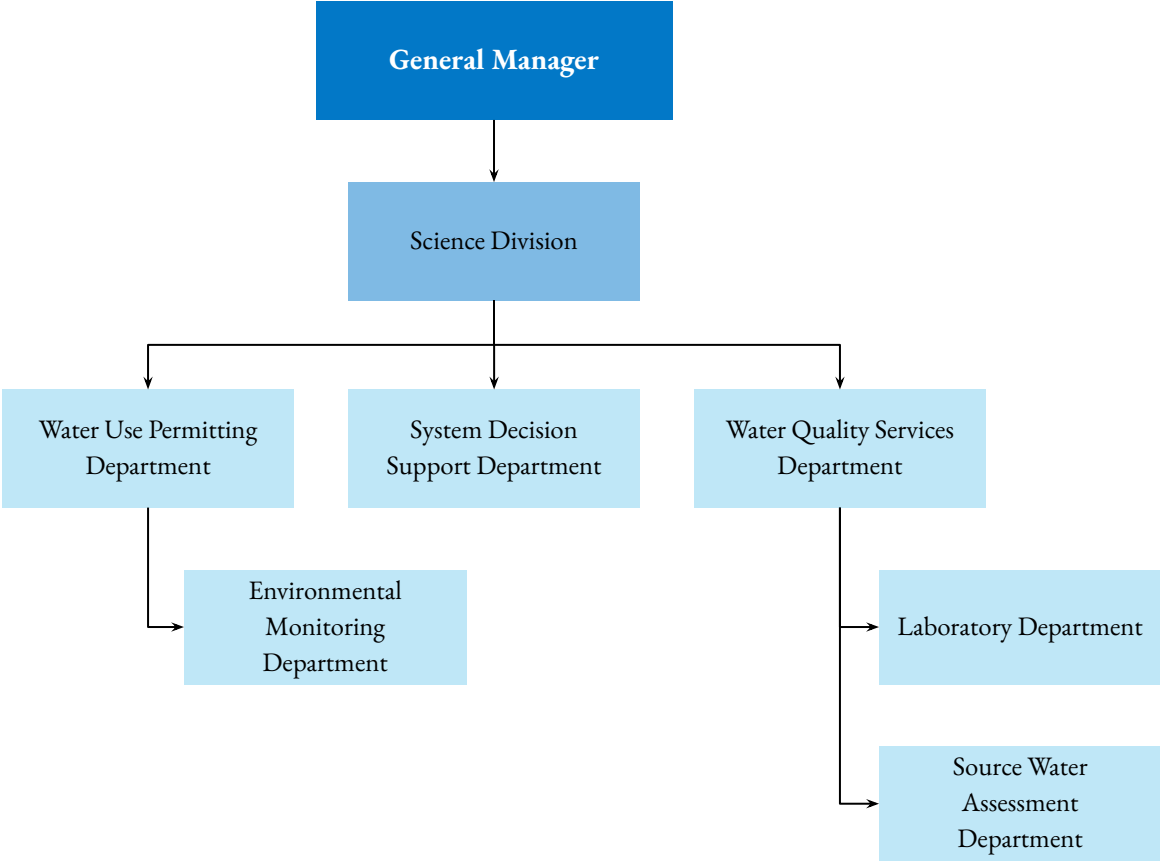 General Manager
Science Division
Water Use Permitting
Department
System Decision
Support Department
Water Quality Services
Department
Environmental
Monitoring
Department
Laboratory Department
Source Water
Assessment
Department